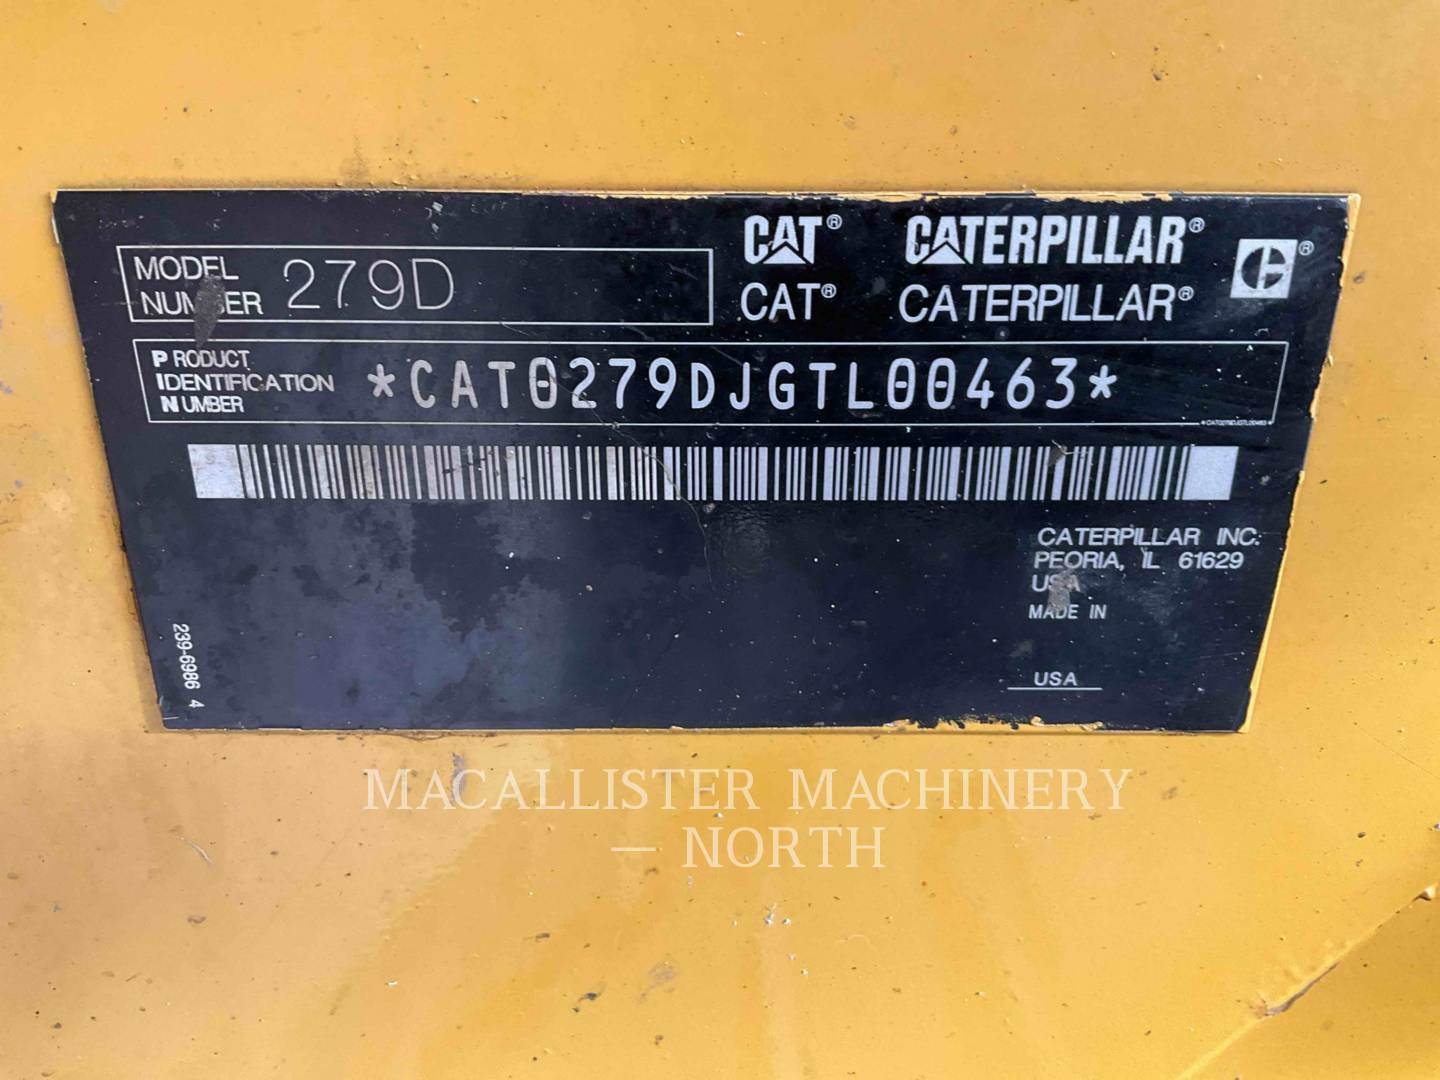 MODEL NUMBER 279D
CAT® CATERPILLAR®
CAT® CATERPILLAR®
PRODUCT
IDENTIFICATION
NUMBER
*CAT0279DJGTL00463*
*CAT0279DJGTL00463*
CATERPILLAR INC.
PEORIA, IL 61629
USA
MADE IN
USA
239-6986 4
MACALLISTER MACHINERY
— NORTH